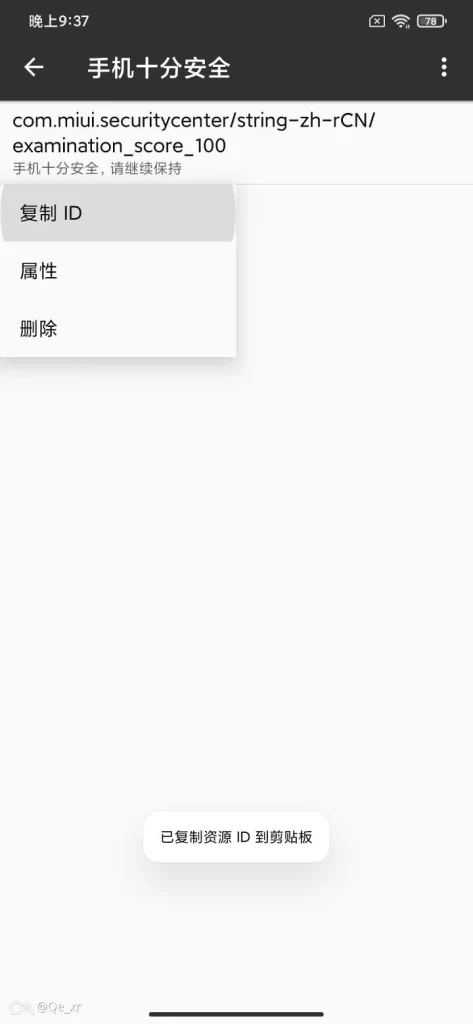 晚上9:37
78
手机十分安全
com.miui.securitycenter/string-zh-rCN/
examination_score_100
手机十分安全, 请继续保持
复制 ID
属性
删除
已复制资源 ID 到剪贴板
@Qe_xr